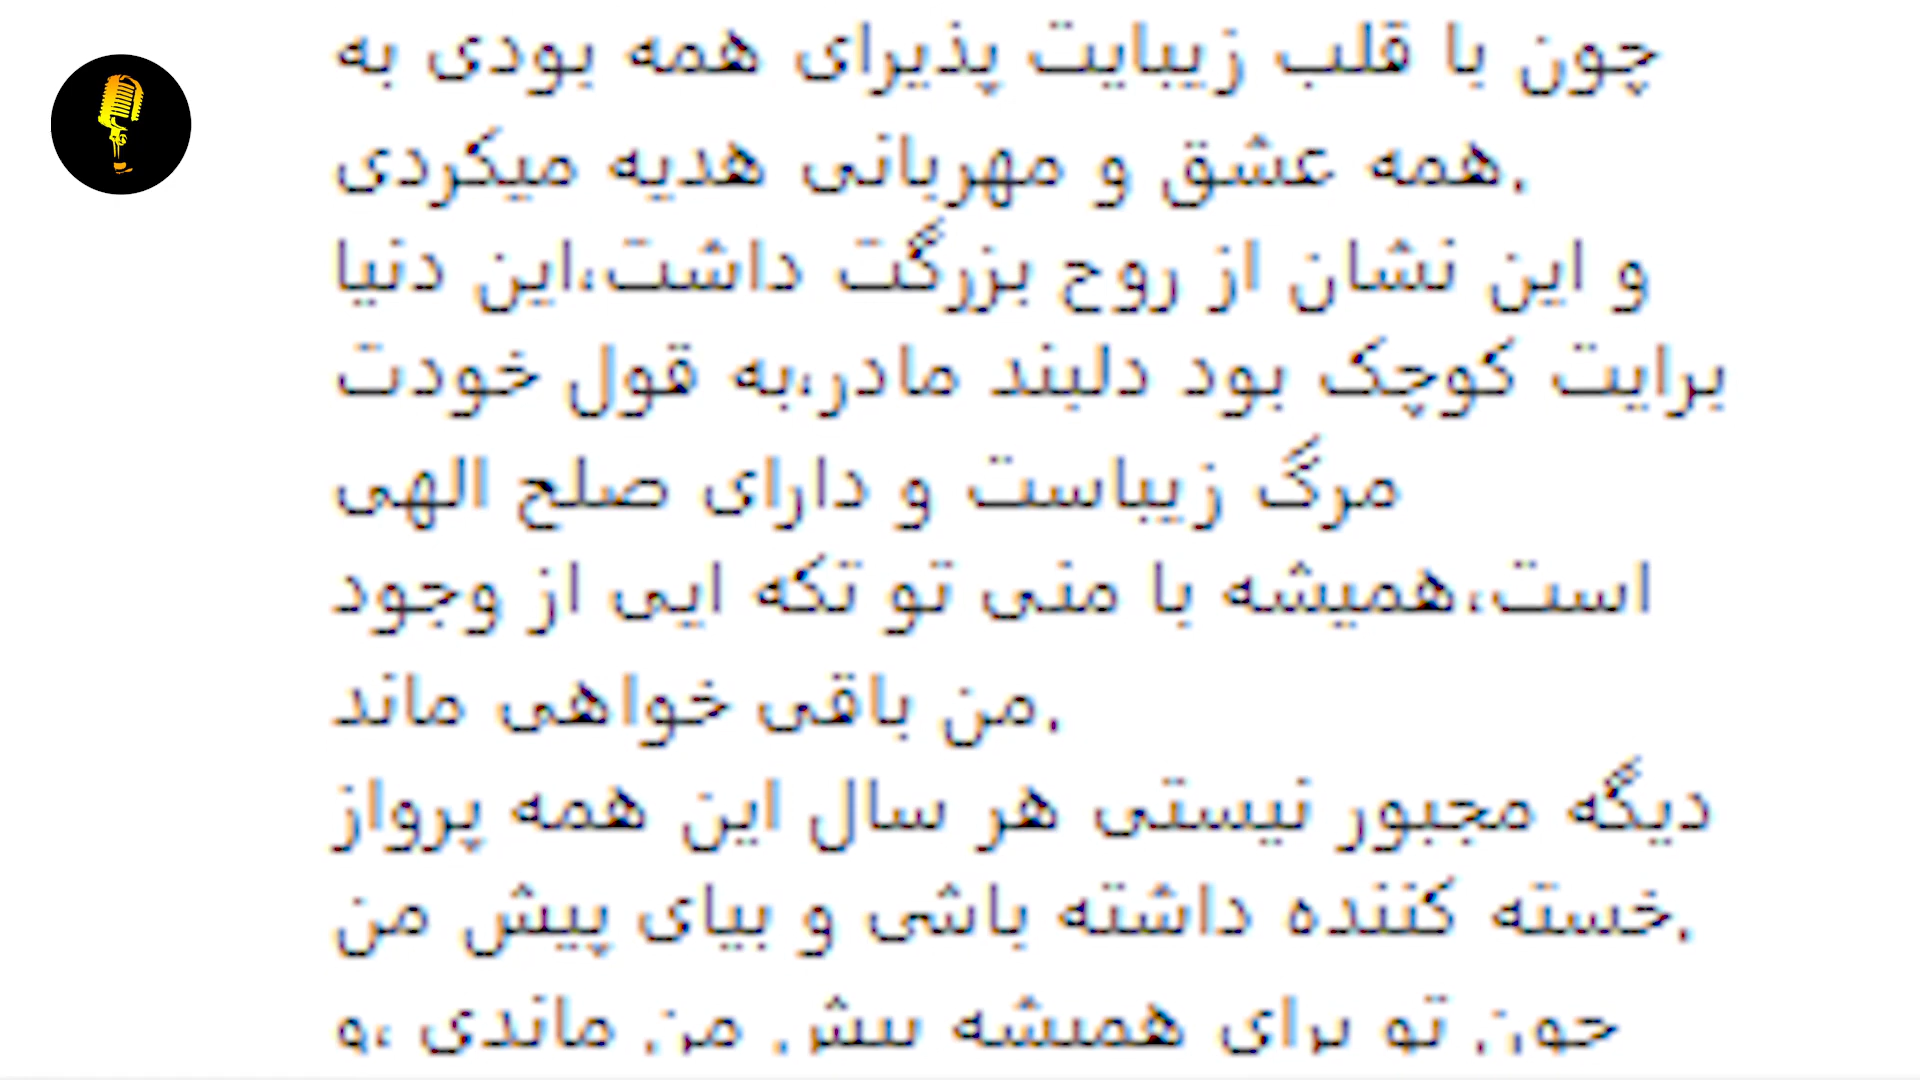 چون با قلب زیبایت پذیرای همه بودی به
همه عشق و مهربانی هدیه میکردی.
و این نشان از روح بزرگت داشت،این دنیا
برایت کوچک بود دلبند مادر،به قول خودت
مرگ زیباست و دارای صلح الهی
است،همیشه با منی تو تکه ایی از وجود
من باقی خواهی ماند.
دیگه مجبور نیستی هر سال این همه پرواز
خسته کننده داشته باشی و بیای پیش من.
چون تو برای همیشه پیش من ماندی ،و